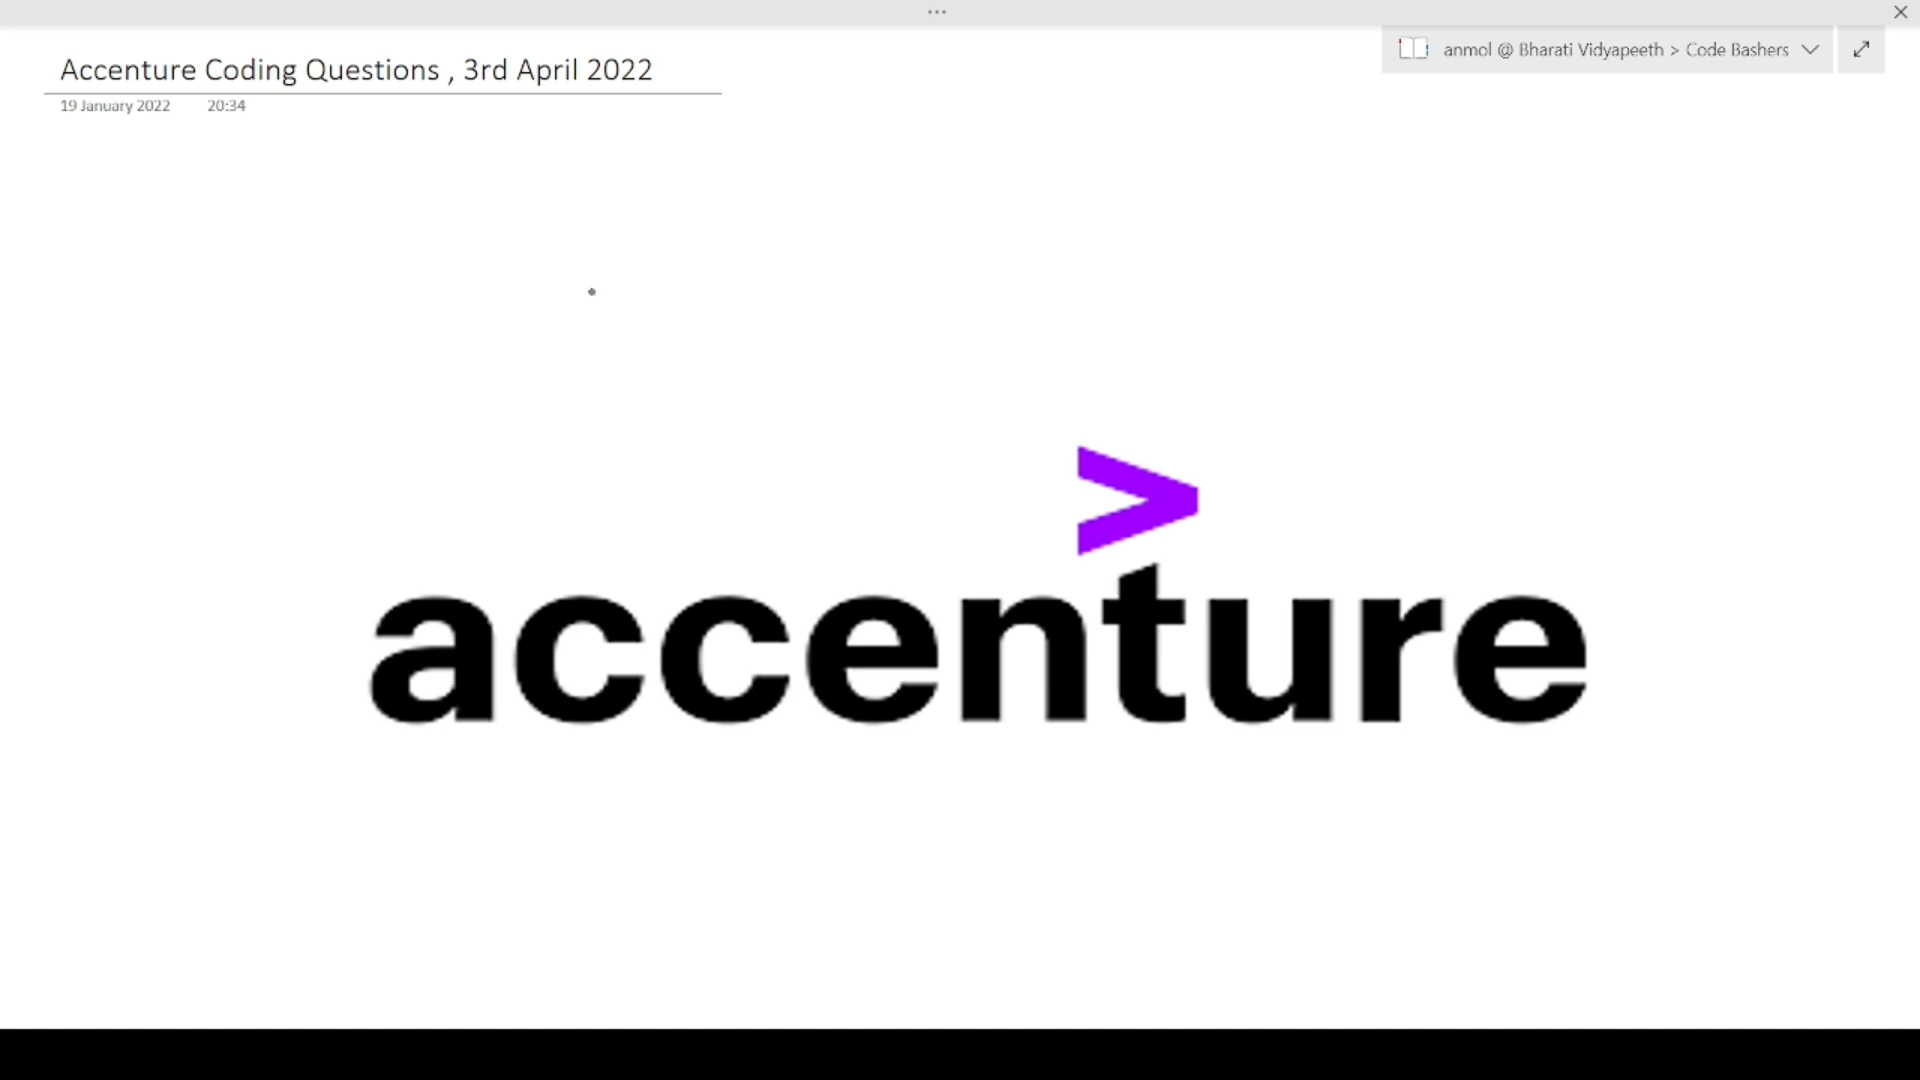 anmol @ Bharati Vidyapeeth > Code Bashers
Accenture Coding Questions , 3rd April 2022
19 January 2022 20:34
>
accenture